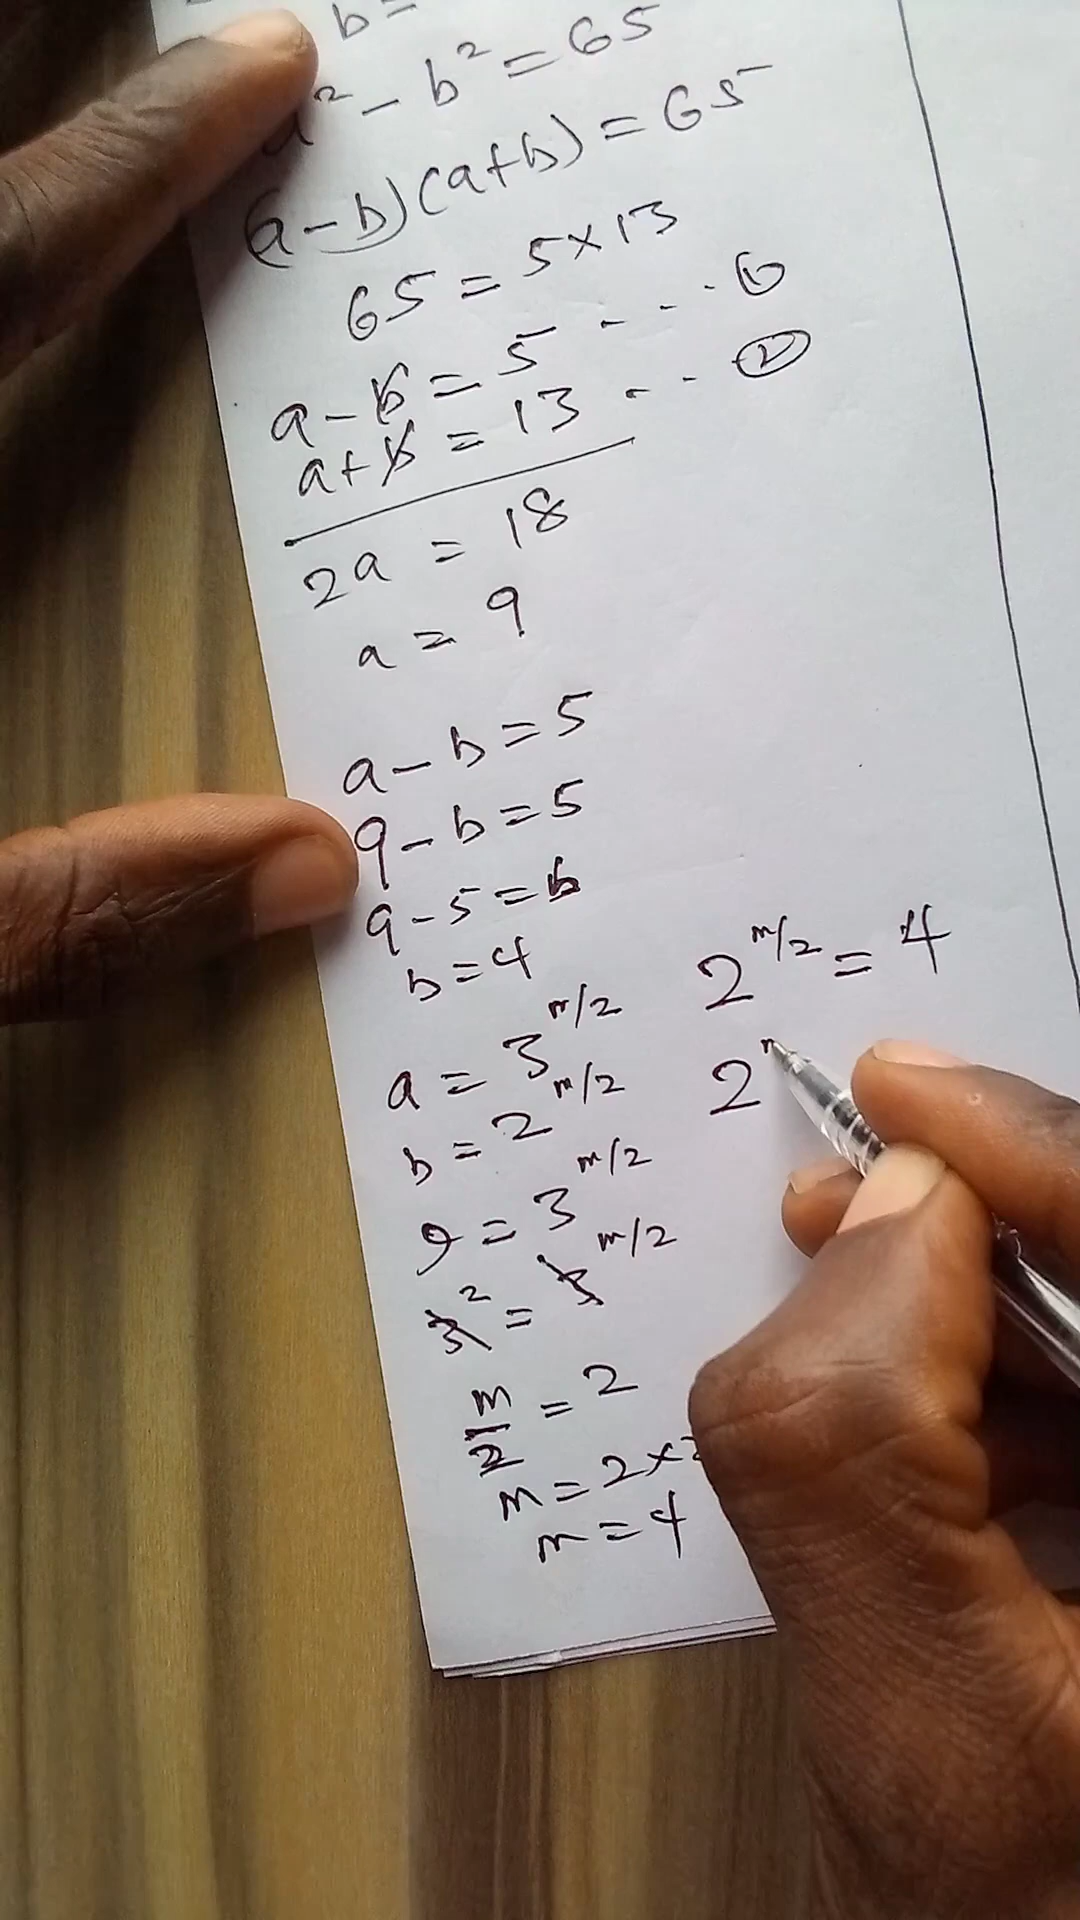 b =
a² - b² = 65
(a-b)(a+b) = 65
65 = 5×13
a - b = 5 - - - ①
a + b = 13 - - - ②
2a = 18
a = 9
a - b = 5
9 - b = 5
9 - 5 = b
b = 4
a = 3^m/2
b = 2^m/2
9 = 3^m/2
3² = 3^m/2
m/2 = 2
m = 2×2
m = 4
2^m/2 = 4
2^m